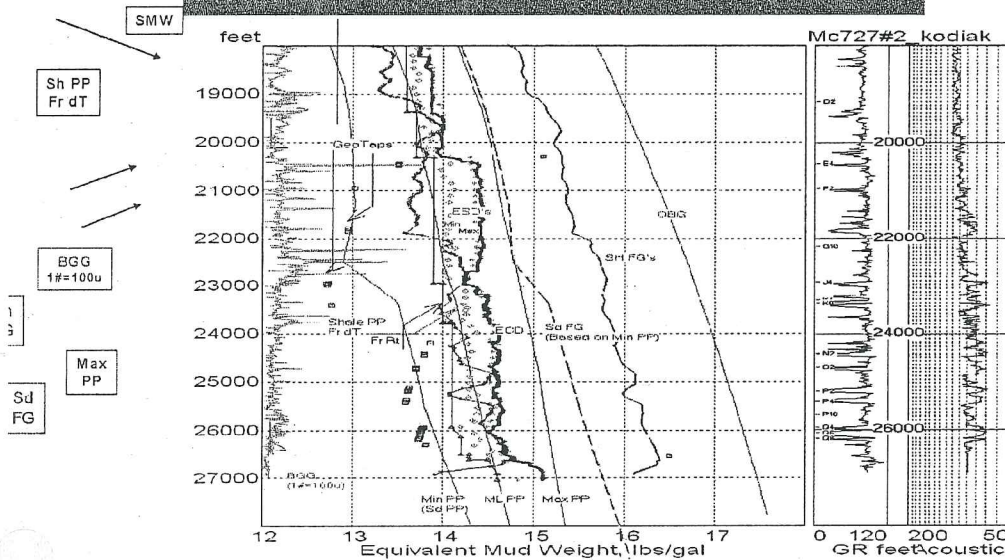 SMW
Sh PP
Fr dT
BGG
1#=100u
G
Max
PP
Sd
FG
feet
19000
20000
21000
22000
23000
24000
25000
26000
27000
GeoTaps
ESD's
Min
Max
OBG
SH FG's
Shale PP
Fr dT
Fr Rt
ECD
Sd FG
(Based on Min PP)
BGG
(1#=100u)
Min PP
(Sd PP)
ML PP
Max PP
12 13 14 15 16 17
Equivalent Mud Weight, lbs/gal
Mc727#2_kodiak
20000
22000
24000
26000
0 120 200 50
GR feet Acoustic